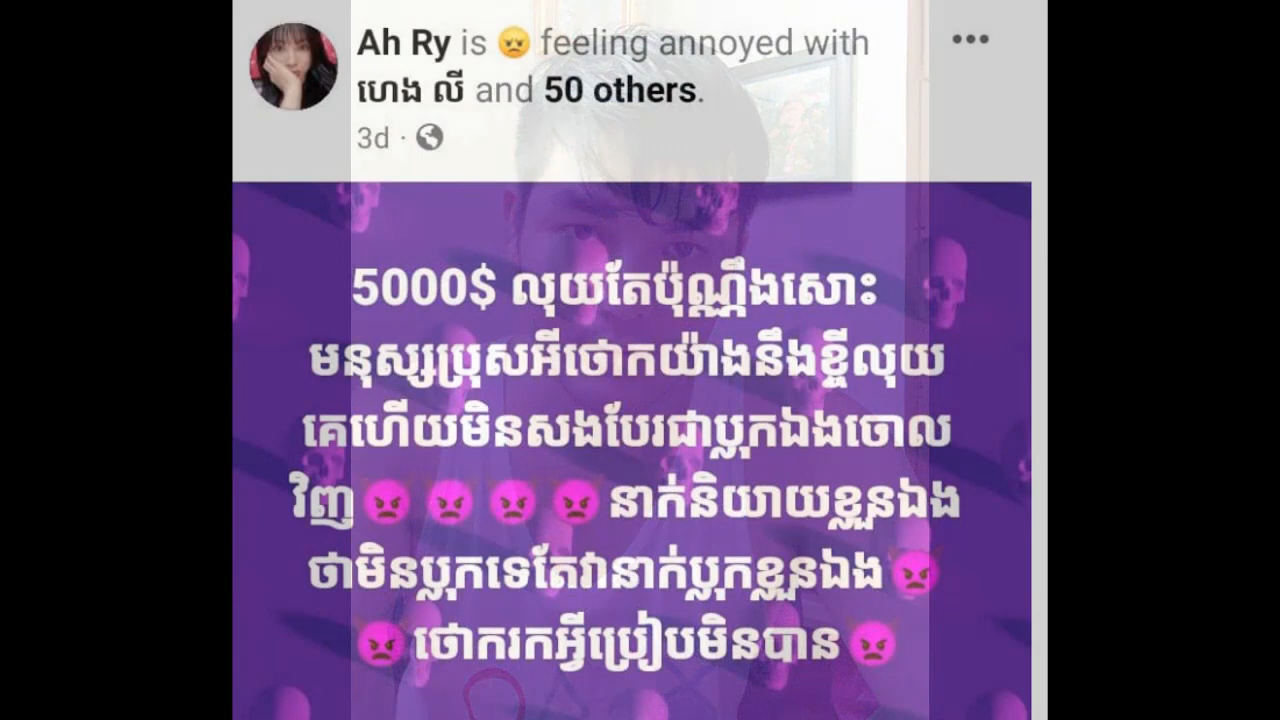 Ah Ry is 😠 feeling annoyed with
ហេង លី and 50 others.
3d ·
5000$ លុយតែប៉ុណ្ណឹងសោះ
មនុស្សប្រុសអីថោកយ៉ាងនឹងខ្ចីលុយ
គេហើយមិនសងបែរជាប្លុកឯងចោល
វិញ👿👿👿👿នាក់និយាយខ្លួនឯង
ថាមិនប្លុកទេតែវានាក់ប្លុកខ្លួនឯង👿
👿ថោករកអ្វីប្រៀបមិនបាន👿